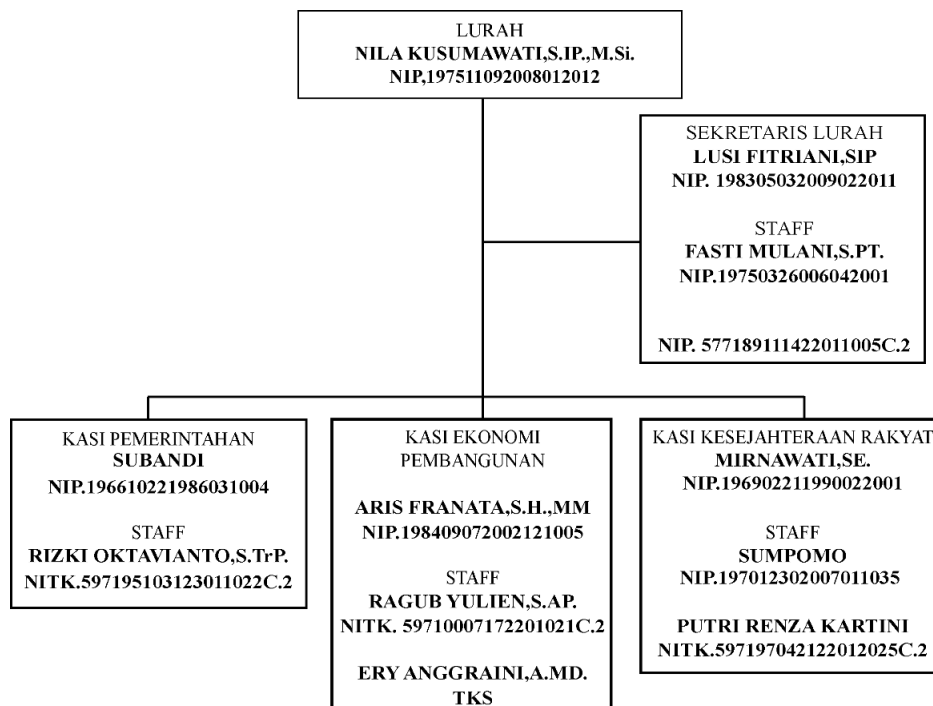 LURAH
NILA KUSUMAWATI,S.IP.,M.Si.
NIP,197511092008012012
SEKRETARIS LURAH
LUSI FITRIANI,SIP
NIP. 198305032009022011
STAFF
FASTI MULANI,S.PT.
NIP.19750326006042001
NIP. 577189111422011005C.2
KASI PEMERINTAHAN
SUBANDI
NIP.196610221986031004
STAFF
RIZKI OKTAVIANTO,S.TrP.
NITK.597195103123011022C.2
KASI EKONOMI
PEMBANGUNAN
ARIS FRANATA,S.H.,MM
NIP.198409072002121005
STAFF
RAGUB YULIEN,S.AP.
NITK. 59710007172201021C.2
ERY ANGGRAINI,A.MD.
TKS
KASI KESEJAHTERAAN RAKYAT
MIRNAWATI,SE.
NIP.196902211990022001
STAFF
SUMPOMO
NIP.197012302007011035
PUTRI RENZA KARTINI
NITK.597197042122012025C.2